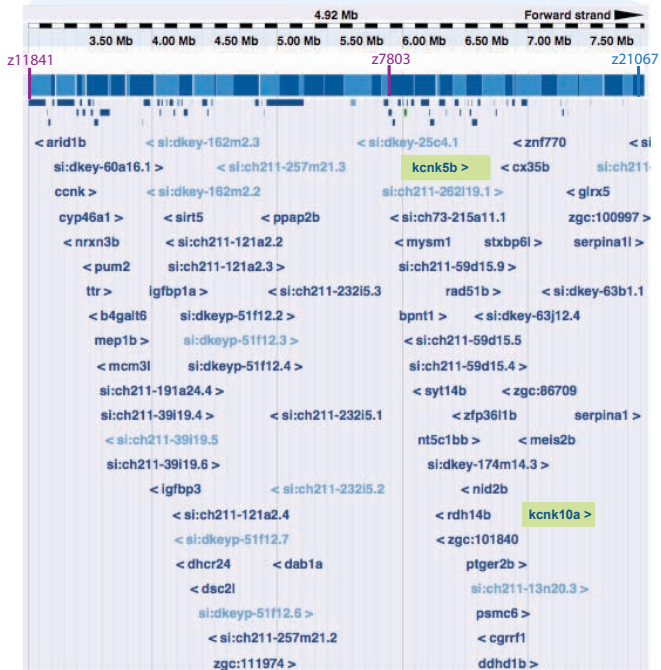 4.92 Mb Forward strand
3.50 Mb 4.00 Mb 4.50 Mb 5.00 Mb 5.50 Mb 6.00 Mb 6.50 Mb 7.00 Mb 7.50 Mb
z11841 z7803 z21067
< arid1b < si:dkey-162m2.3 < si:dkey-25c4.1 < znf770 < si
si:dkey-60a16.1 > < si:ch211-257m21.3 kcnk5b > < cx35b si:ch211-
ccnk > < si:dkey-162m2.2 si:ch211-262l19.1 > < glrx5
cyp46a1 > < sirt5 < ppap2b < si:ch73-215a11.1 zgc:100997 >
< nrxn3b < si:ch211-121a2.2 < mysm1 stxbp6l > serpina1l >
< pum2 si:ch211-121a2.3 > si:ch211-59d15.9 >
ttr > igfbp1a > < si:ch211-232i5.3 rad51b > < si:dkey-63b1.1
< b4galt6 si:dkeyp-51f12.2 > bpnt1 > < si:dkey-63j12.4
mep1b > si:dkeyp-51f12.3 > < si:ch211-59d15.5
< mcm3l si:dkeyp-51f12.4 > si:ch211-59d15.4 >
si:ch211-191a24.4 > < syt14b < zgc:86709
si:ch211-39i19.4 > < si:ch211-232i5.1 < zfp36l1b serpina1 >
< si:ch211-39i19.5 nt5c1bb > < meis2b
si:ch211-39i19.6 > si:dkey-174m14.3 >
< igfbp3 < si:ch211-232i5.2 < nid2b
< si:ch211-121a2.4 < rdh14b kcnk10a >
< si:dkeyp-51f12.7 < zgc:101840
< dhcr24 < dab1a ptger2b >
< dsc2l si:ch211-13n20.3 >
si:dkeyp-51f12.6 > psmc6 >
< si:ch211-257m21.2 < cgrrf1
zgc:111974 > ddhd1b >